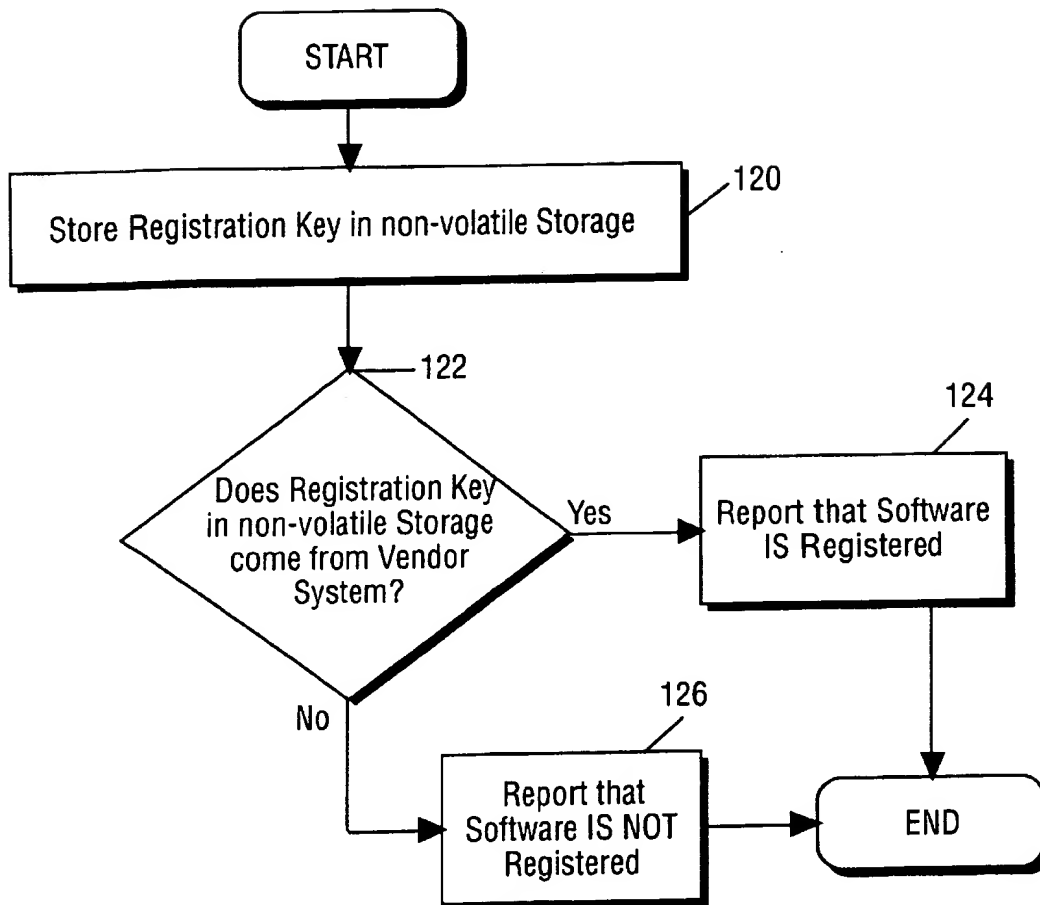 START
120
Store Registration Key in non-volatile Storage
122
Does Registration Key
in non-volatile Storage
come from Vendor
System?
Yes
124
Report that Software
IS Registered
No
126
Report that
Software IS NOT
Registered
END